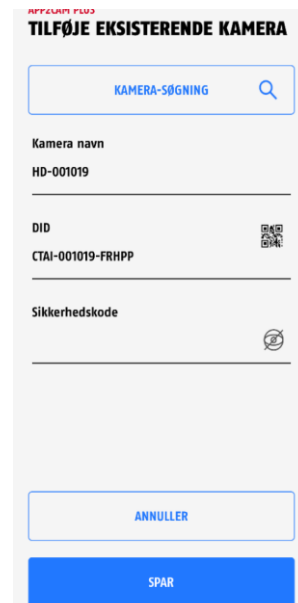 APP2CAM PLUS
TILFØJE EKSISTERENDE KAMERA
KAMERA-SØGNING
Kamera navn
HD-001019
DID
CTAI-001019-FRHPP
Sikkerhedskode
ANNULLER
SPAR